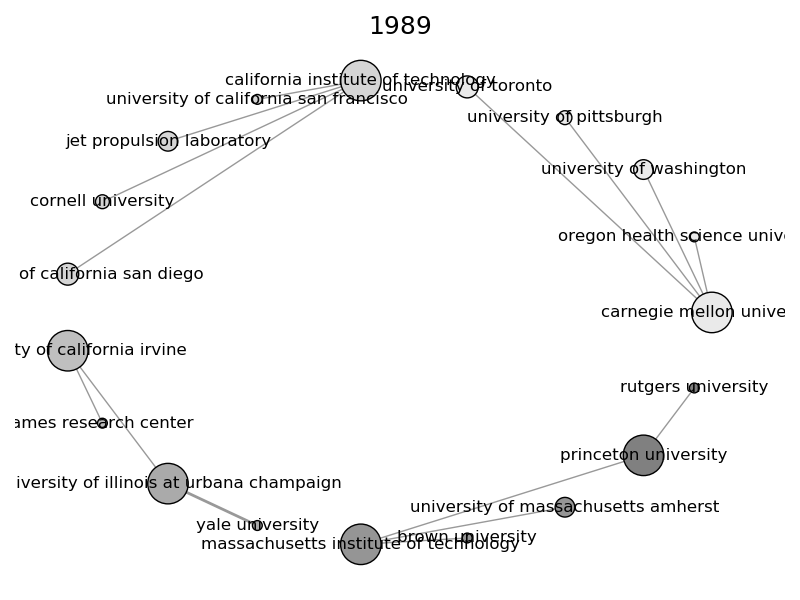 1989
california institute of technology
university of toronto
university of california san francisco
university of pittsburgh
jet propulsion laboratory
university of washington
cornell university
oregon health science unive
of california san diego
carnegie mellon unive
ty of california irvine
rutgers university
ames research center
princeton university
iversity of illinois at urbana champaign
university of massachusetts amherst
yale university
brown university
massachusetts institute of technology